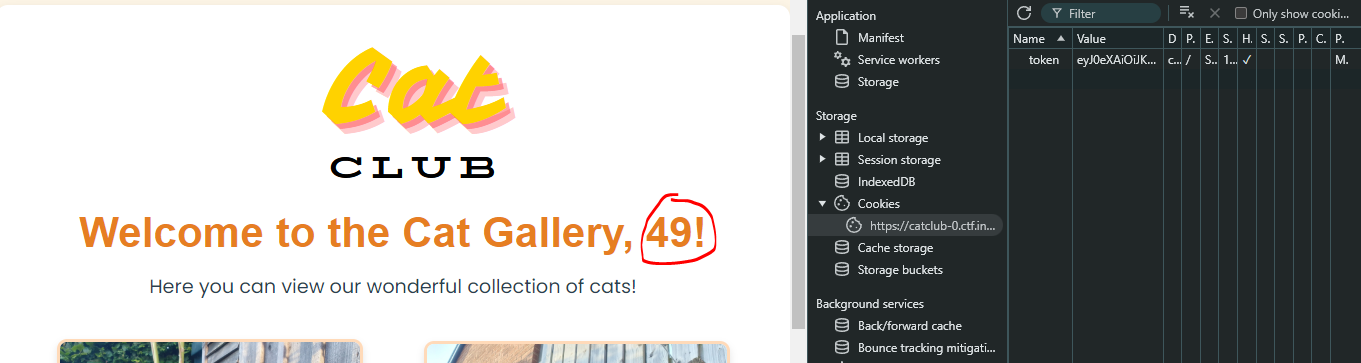 Cat
CLUB
Welcome to the Cat Gallery, 49!
Here you can view our wonderful collection of cats!
Application
Manifest
Service workers
Storage
Storage
Local storage
Session storage
IndexedDB
Cookies
https://catclub-0.ctf.in...
Cache storage
Storage buckets
Background services
Back/forward cache
Bounce tracking mitigati...
Filter
Only show cooki...
Name Value D P. E. S. H. S. S. P. C. P.
token eyJ0eXAiOiJK... c... / S... 1... ✓ M.